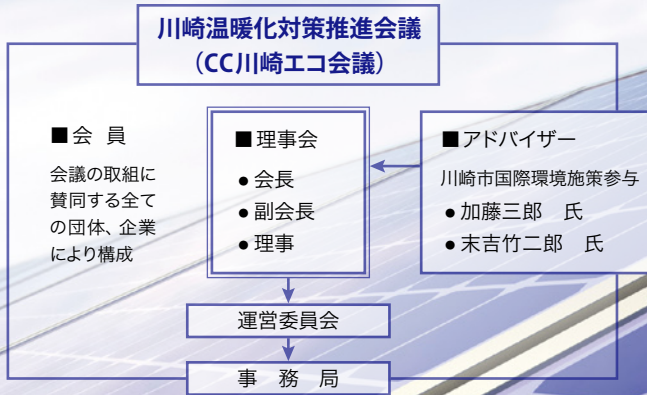 川崎温暖化対策推進会議
（CC川崎エコ会議）
■会 員
会議の取組に
賛同する全て
の団体、企業
により構成
■理事会
●会長
●副会長
●理事
■アドバイザー
川崎市国際環境施策参与
●加藤三郎　氏
●末吉竹二郎　氏
運営委員会
事 務 局